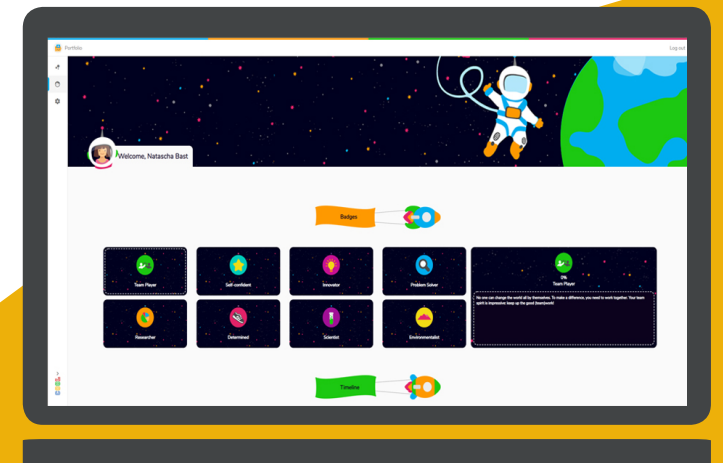 Portfolio
Log out
Welcome, Natascha Bast
Badges
Team Player
Self-confident
Innovator
Problem Solver
0%
Team Player
No one can change the world all by themselves. To make a difference, you need to work together. Your team
spirit is impressive: keep up the good (team)work!
Researcher
Determined
Scientist
Environmentalist
Timeline